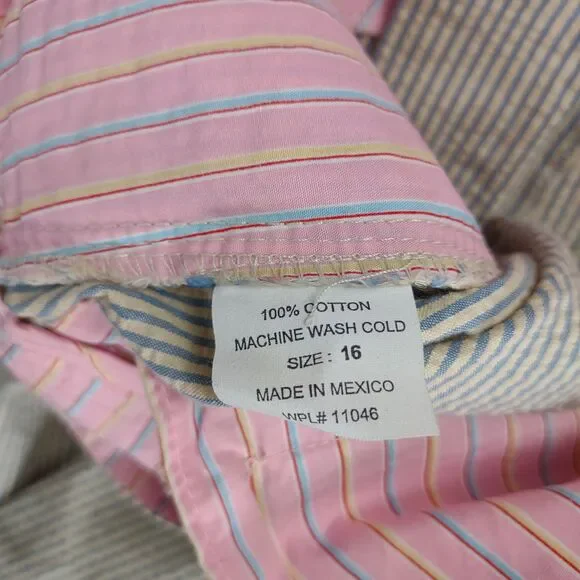 100% COTTON
MACHINE WASH COLD
SIZE : 16
MADE IN MEXICO
WPL# 11046